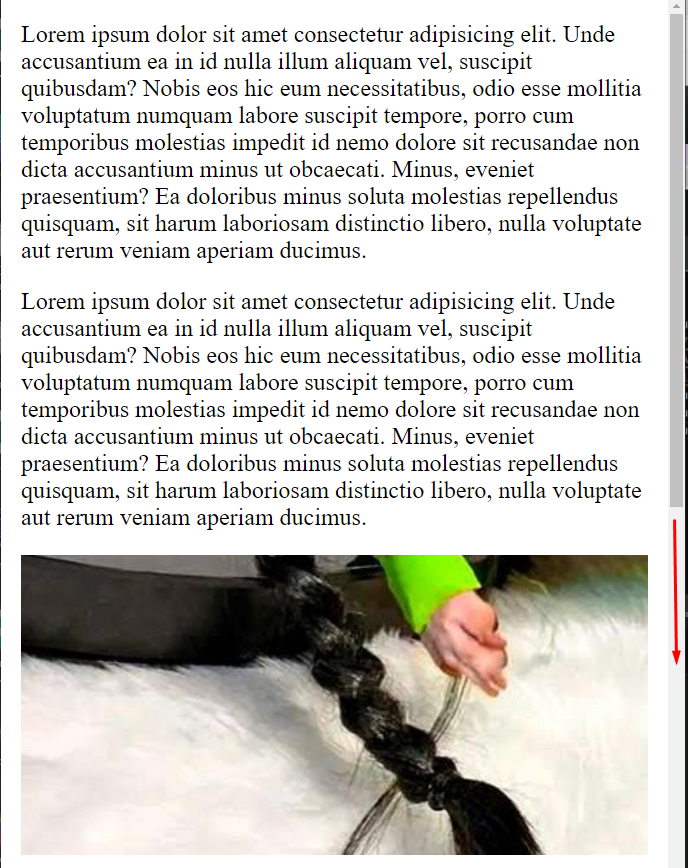 Lorem ipsum dolor sit amet consectetur adipisicing elit. Unde
accusantium ea in id nulla illum aliquam vel, suscipit
quibusdam? Nobis eos hic eum necessitatibus, odio esse mollitia
voluptatum numquam labore suscipit tempore, porro cum
temporibus molestias impedit id nemo dolore sit recusandae non
dicta accusantium minus ut obcaecati. Minus, eveniet
praesentium? Ea doloribus minus soluta molestias repellendus
quisquam, sit harum laboriosam distinctio libero, nulla voluptate
aut rerum veniam aperiam ducimus.
Lorem ipsum dolor sit amet consectetur adipisicing elit. Unde
accusantium ea in id nulla illum aliquam vel, suscipit
quibusdam? Nobis eos hic eum necessitatibus, odio esse mollitia
voluptatum numquam labore suscipit tempore, porro cum
temporibus molestias impedit id nemo dolore sit recusandae non
dicta accusantium minus ut obcaecati. Minus, eveniet
praesentium? Ea doloribus minus soluta molestias repellendus
quisquam, sit harum laboriosam distinctio libero, nulla voluptate
aut rerum veniam aperiam ducimus.